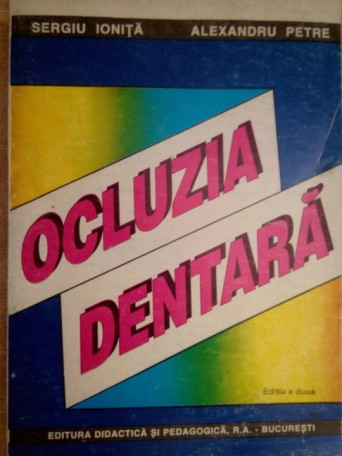 SERGIU IONIȚĂ ALEXANDRU PETRE
OCLUZIA
DENTARĂ
Ediția a doua
EDITURA DIDACTICĂ ȘI PEDAGOGICĂ, R.A. - BUCUREȘTI